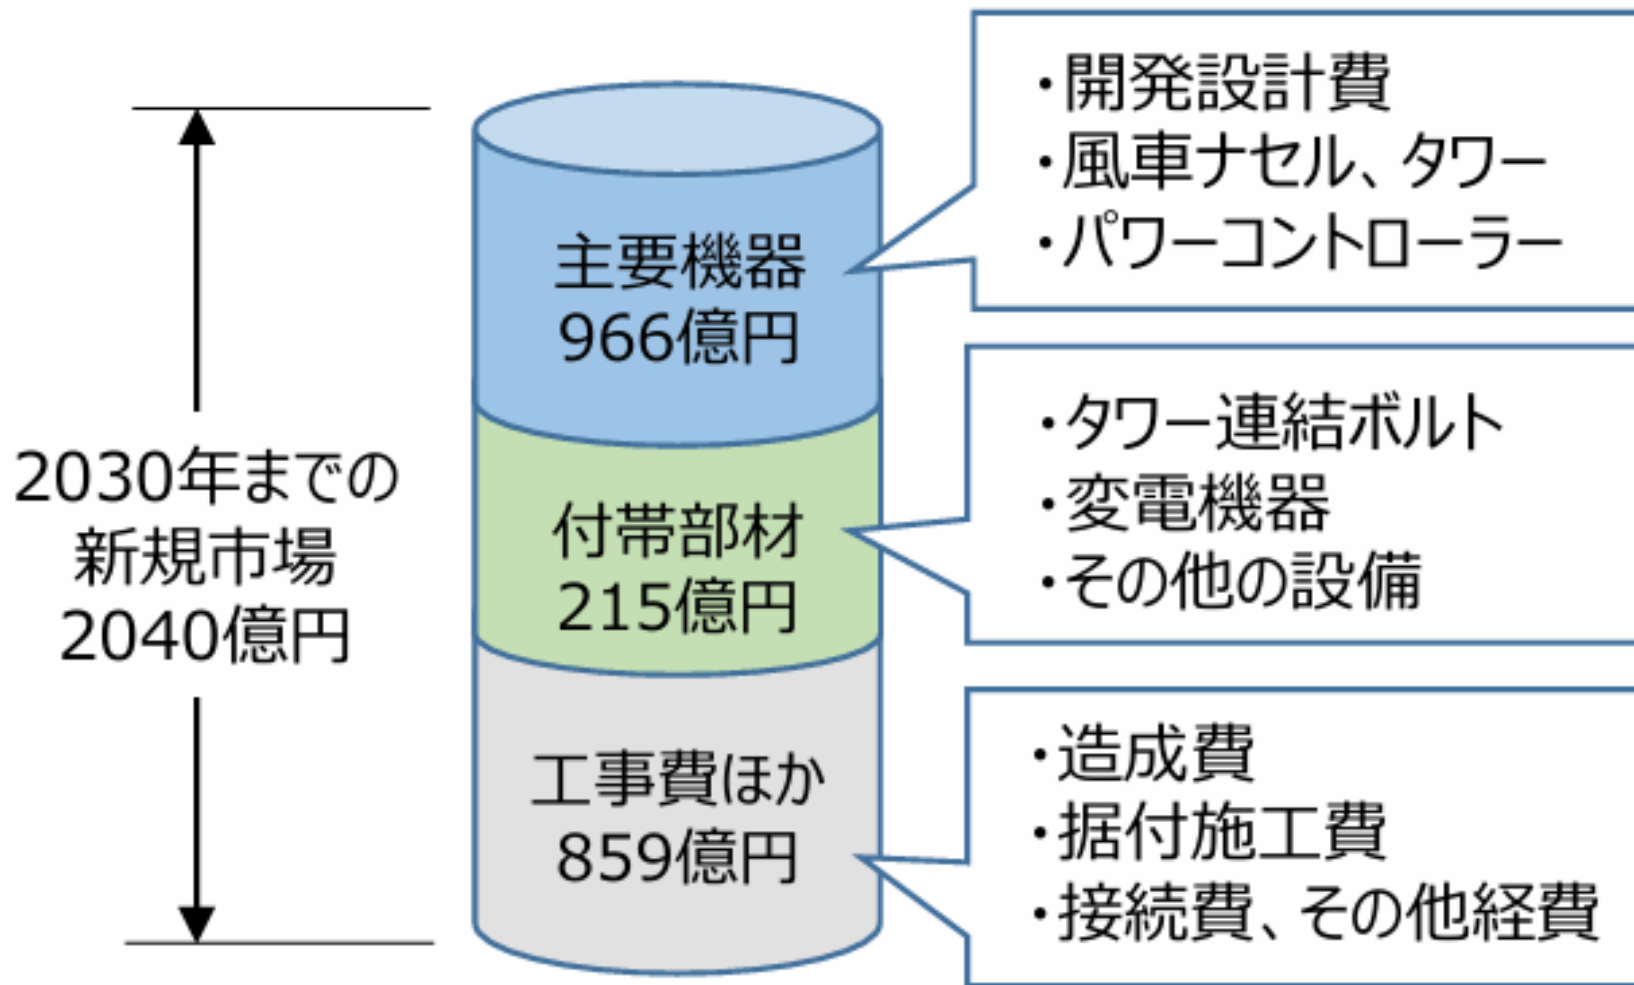 2030年までの
新規市場
2040億円
主要機器
966億円
付帯部材
215億円
工事費ほか
859億円
・開発設計費
・風車ナセル、タワー
・パワーコントローラー
・タワー連結ボルト
・変電機器
・その他の設備
・造成費
・据付施工費
・接続費、その他経費